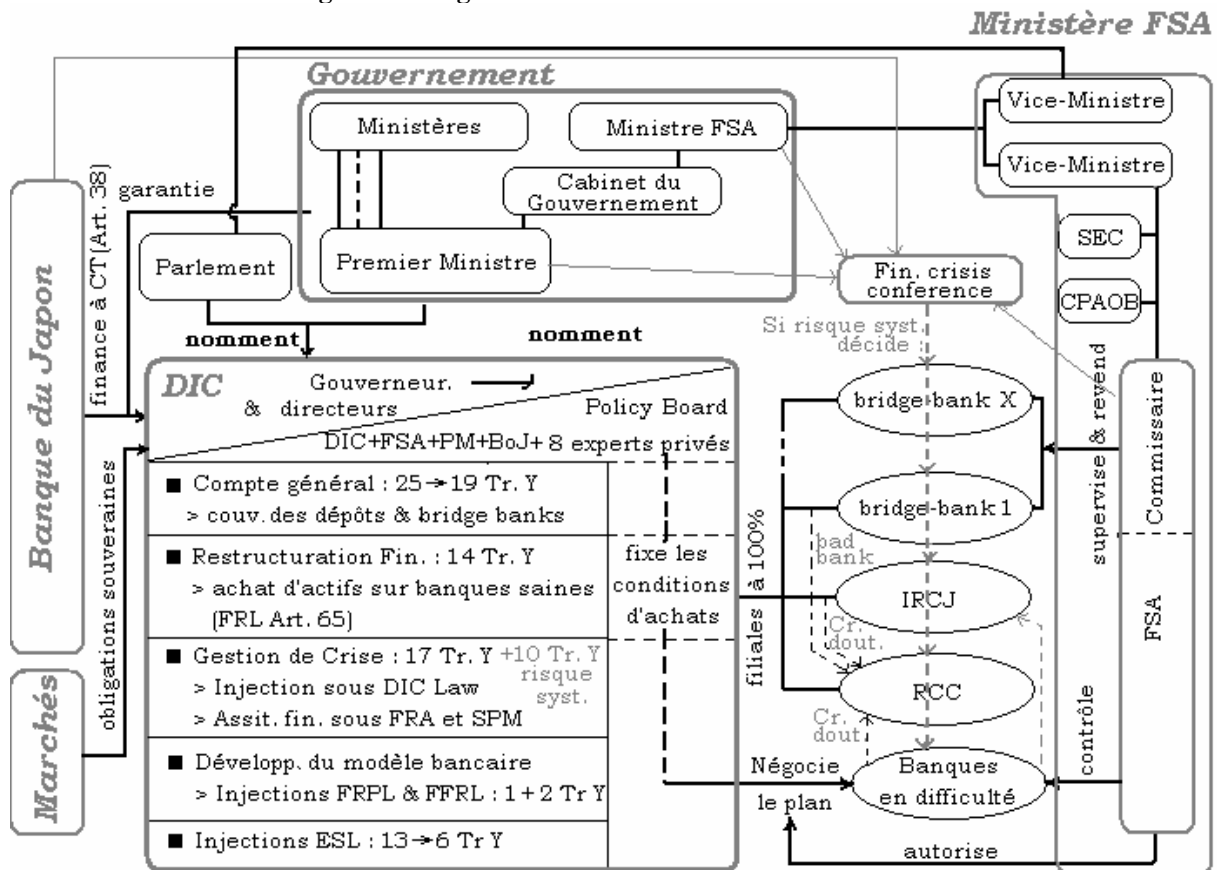 Ministère FSA
Gouvernement
Ministères
Ministre FSA
Vice-Ministre
Vice-Ministre
Cabinet du
Gouvernement
Premier Ministre
Parlement
garantie
finance à CT (Art. 38)
Banque du Japon
SEC
CPAOB
Fin. crisis
conference
nomment
nomment
Si risque syst.
décide :
DIC
Gouverneur.
& directeurs
Policy Board
DIC+FSA+PM+BoJ+ 8 experts privés
■ Compte général : 25→19 Tr. Y
> couv. des dépôts & bridge banks
■ Restructuration Fin. : 14 Tr. Y
> achat d'actifs sur banques saines
(FRL Art. 65)
■ Gestion de Crise : 17 Tr. Y +10 Tr. Y
risque
syst.
> Injection sous DIC Law
> Assit. fin. sous FRA et SPM
■ Développ. du modèle bancaire
> Injections FRPL & FFRL : 1 + 2 Tr Y
■ Injections ESL : 13→6 Tr Y
fixe les
conditions
d'achats
obligations souveraines
Marchés
filiales à 100%
bridge-bank X
bridge-bank 1
bad
bank
IRCJ
Cr.
dout.
RCC
Cr.
dout.
Banques
en difficulté
Négocie
le plan
autorise
supervise & revend
contrôle
Commissaire
FSA